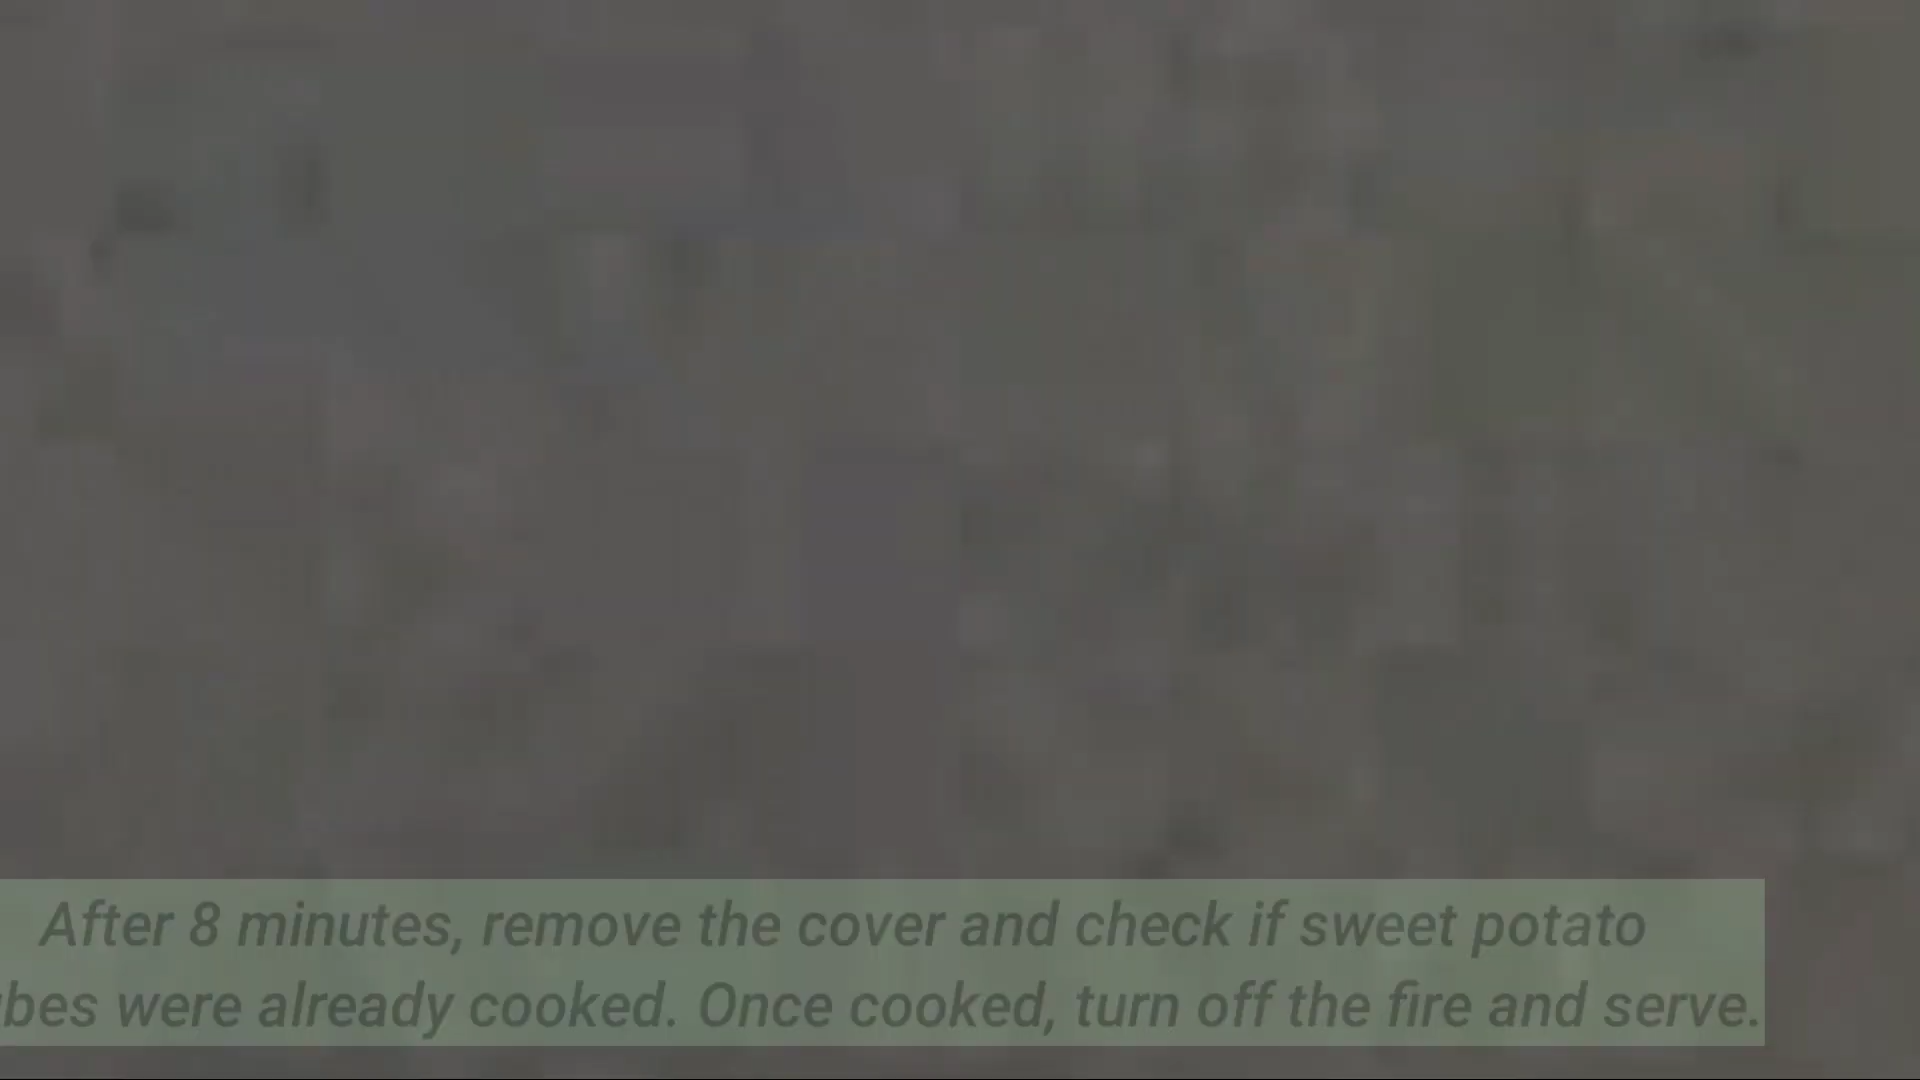 After 8 minutes, remove the cover and check if sweet potato
were already cooked. Once cooked, turn off the fire and serve.